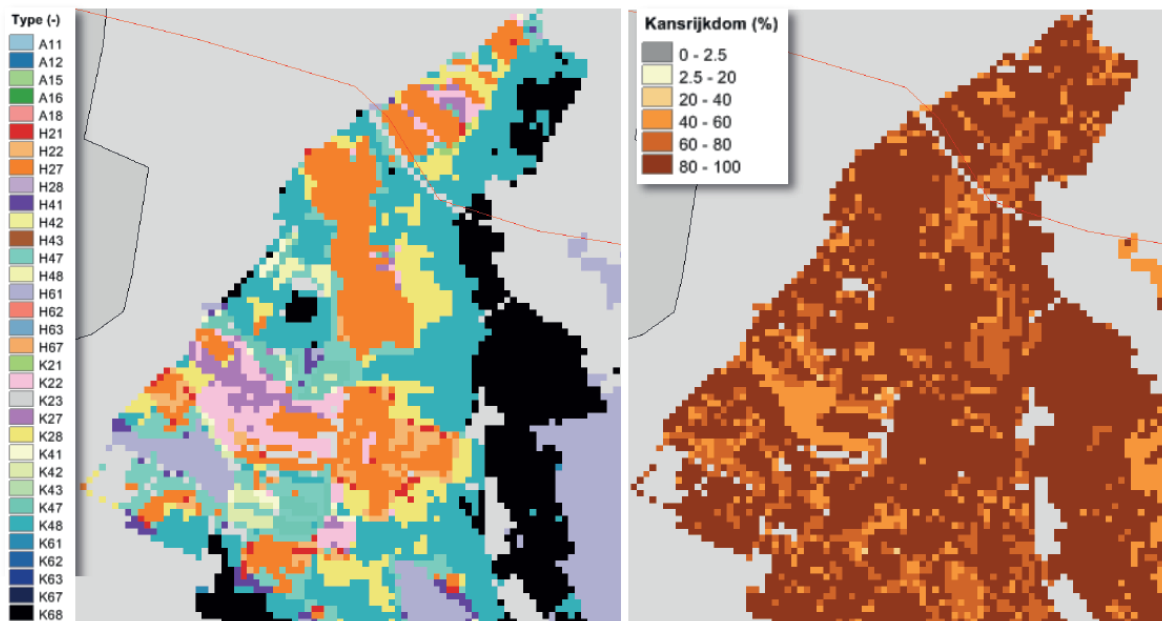 Type (-)
A11
A12
A15
A16
A18
H21
H22
H27
H28
H41
H42
H43
H47
H48
H61
H62
H63
H67
K21
K22
K23
K27
K28
K41
K42
K43
K47
K48
K61
K62
K63
K67
K68
Kansrijkdom (%)
0 - 2.5
2.5 - 20
20 - 40
40 - 60
60 - 80
80 - 100